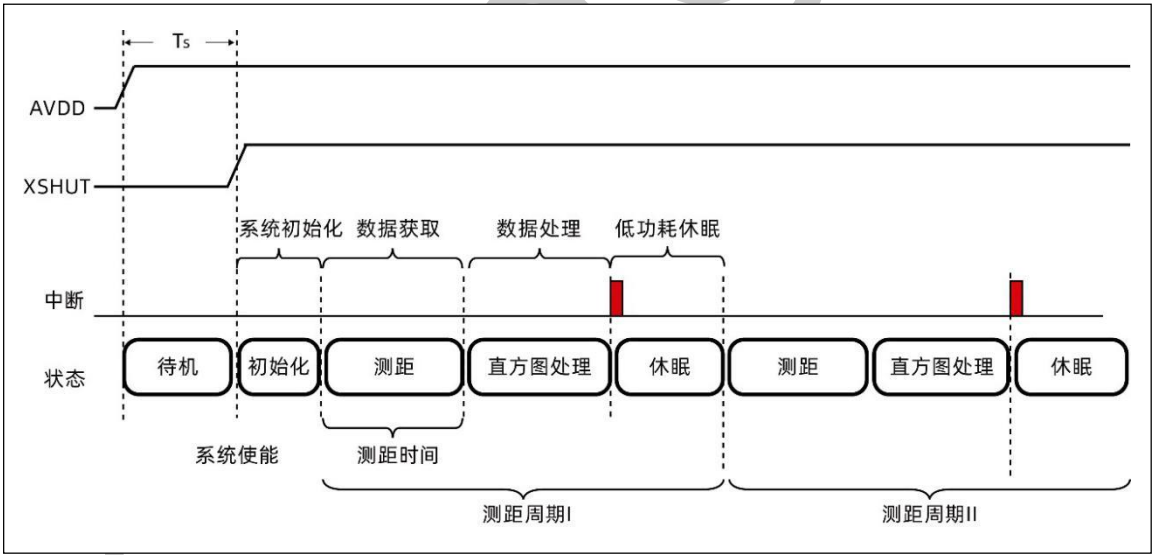 Ts
AVDD
XSHUT
系统初始化 数据获取 数据处理 低功耗休眠
中断
状态 待机 初始化 测距 直方图处理 休眠 测距 直方图处理 休眠
系统使能 测距时间
测距周期I 测距周期II